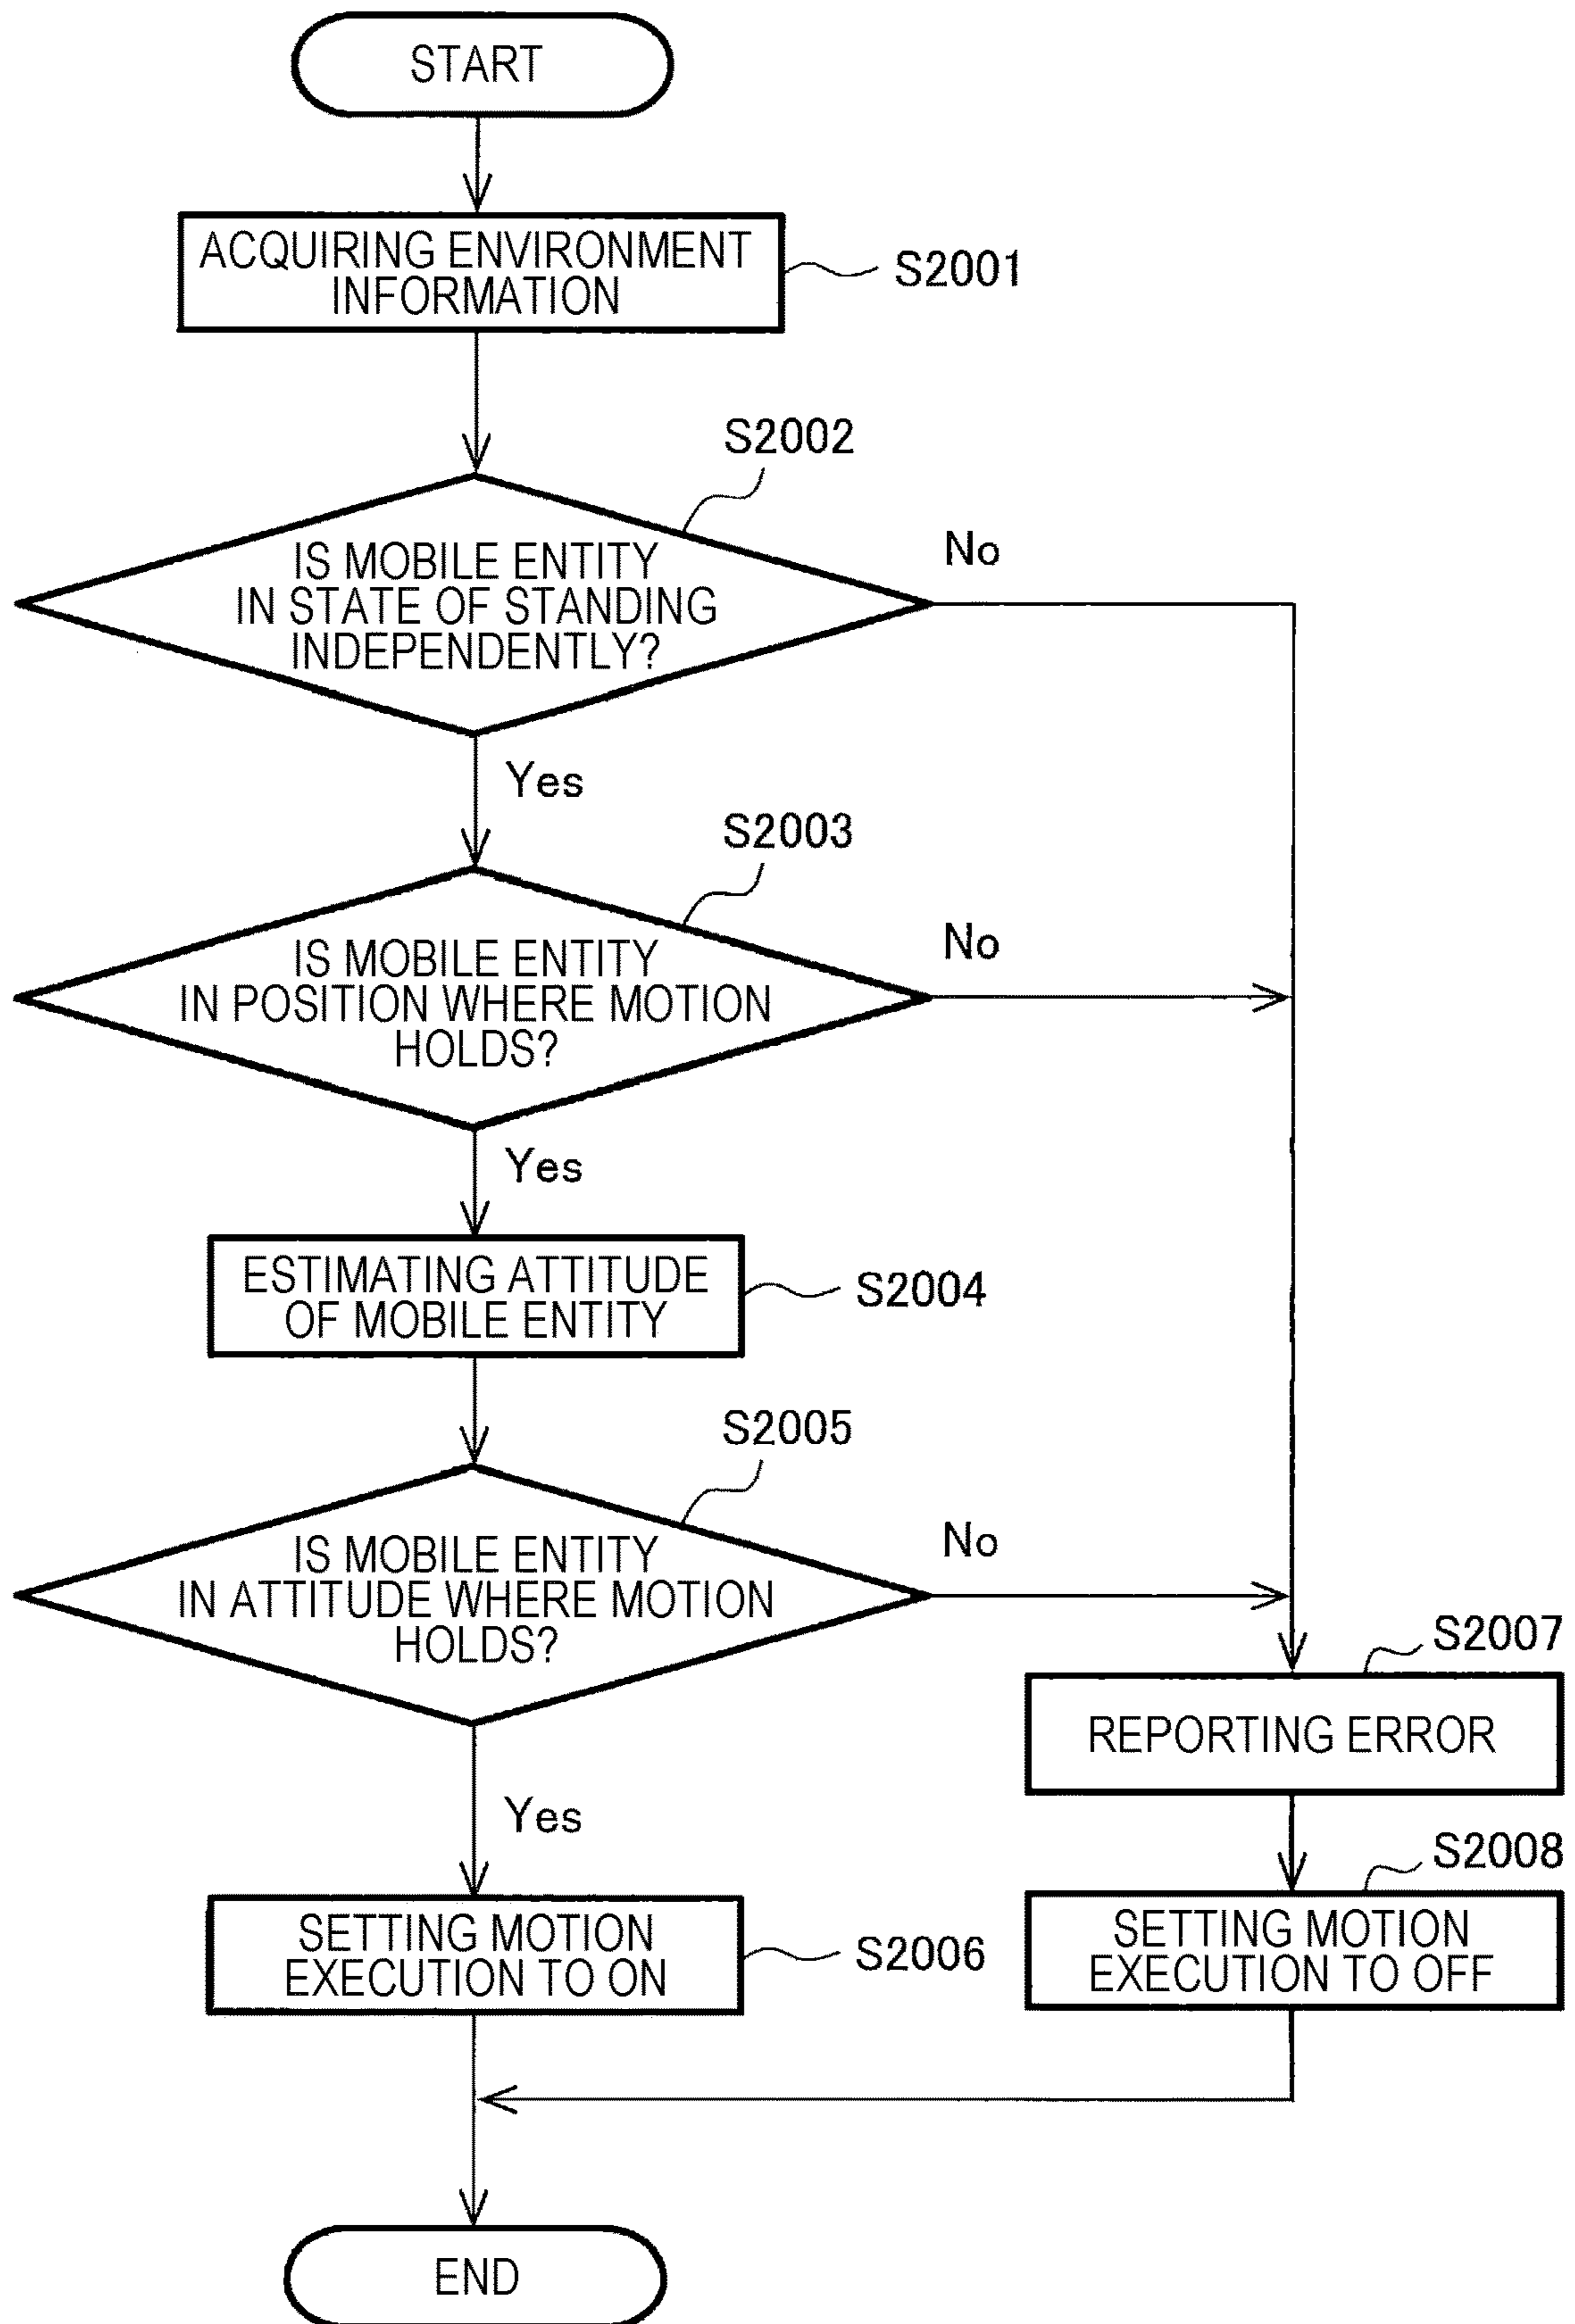 START
ACQUIRING ENVIRONMENT
INFORMATION
S2001
S2002
IS MOBILE ENTITY
IN STATE OF STANDING
INDEPENDENTLY?
No
Yes
S2003
IS MOBILE ENTITY
IN POSITION WHERE MOTION
HOLDS?
No
Yes
ESTIMATING ATTITUDE
OF MOBILE ENTITY
S2004
S2005
IS MOBILE ENTITY
IN ATTITUDE WHERE MOTION
HOLDS?
No
Yes
S2007
REPORTING ERROR
SETTING MOTION
EXECUTION TO ON
S2006
S2008
SETTING MOTION
EXECUTION TO OFF
END